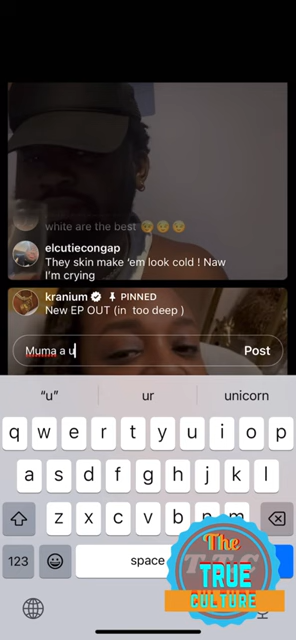 white are the best 🥴🥴🥴
elcutiecongap
They skin make ‘em look cold ! Naw
I’m crying
kranium PINNED
New EP OUT (in too deep )
Muma a u Post
“u” ur unicorn
q w e r t y u i o p
a s d f g h j k l
z x c v b n m
123 space
The
TTC
TRUE
CULTURE